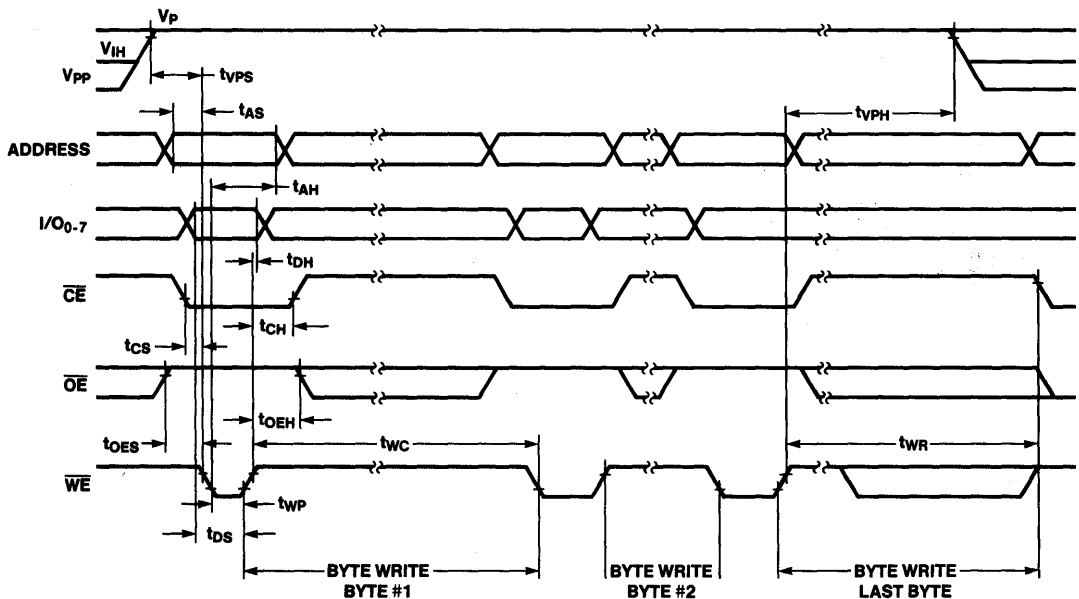 VP
VIH
VPP
tVPS
tAS
tVPH
ADDRESS
tAH
I/O0-7
tDH
CE
tCH
tCS
OE
tOEH
tOES
tWC
tWR
WE
tWP
tDS
BYTE WRITE
BYTE #1
BYTE WRITE
BYTE #2
BYTE WRITE
LAST BYTE